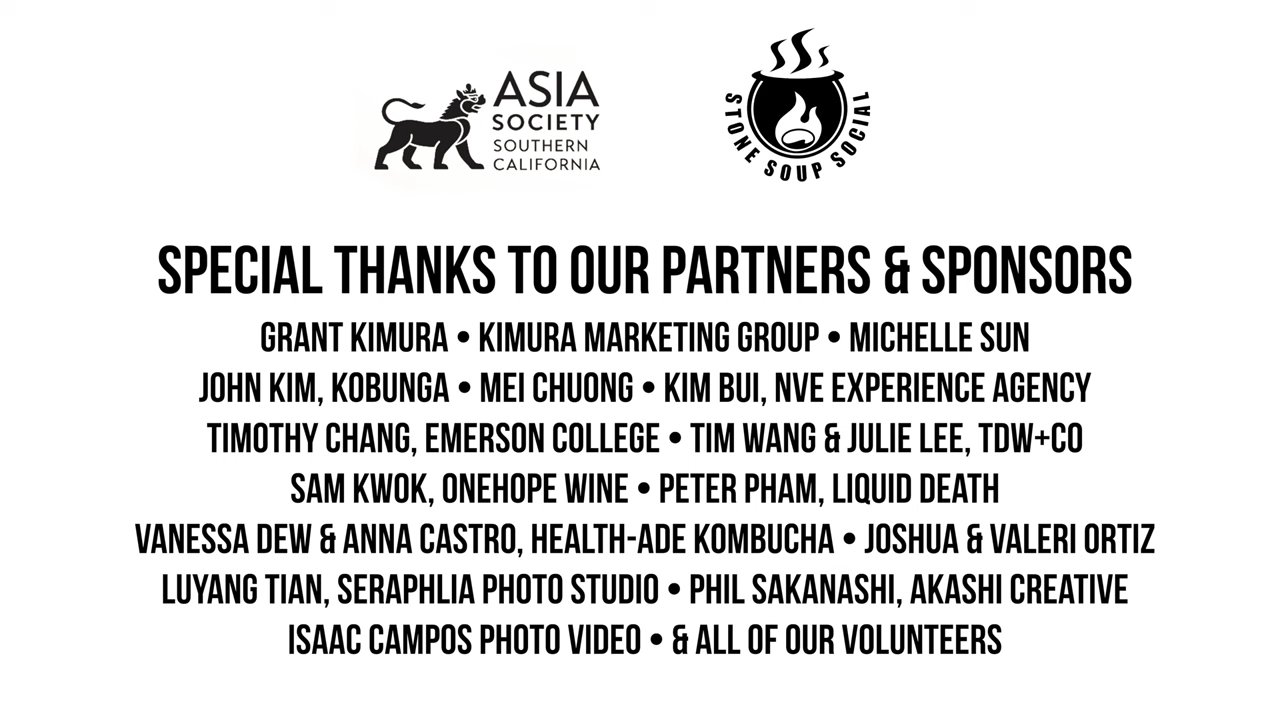 ASIA
SOCIETY
SOUTHERN
CALIFORNIA
STONE SOUP SOCIAL
SPECIAL THANKS TO OUR PARTNERS & SPONSORS
GRANT KIMURA • KIMURA MARKETING GROUP • MICHELLE SUN
JOHN KIM, KOBUNGA • MEI CHUONG • KIM BUI, NVE EXPERIENCE AGENCY
TIMOTHY CHANG, EMERSON COLLEGE • TIM WANG & JULIE LEE, TDW+CO
SAM KWOK, ONEHOPE WINE • PETER PHAM, LIQUID DEATH
VANESSA DEW & ANNA CASTRO, HEALTH-ADE KOMBUCHA • JOSHUA & VALERI ORTIZ
LUYANG TIAN, SERAPHLIA PHOTO STUDIO • PHIL SAKANASHI, AKASHI CREATIVE
ISAAC CAMPOS PHOTO VIDEO • & ALL OF OUR VOLUNTEERS